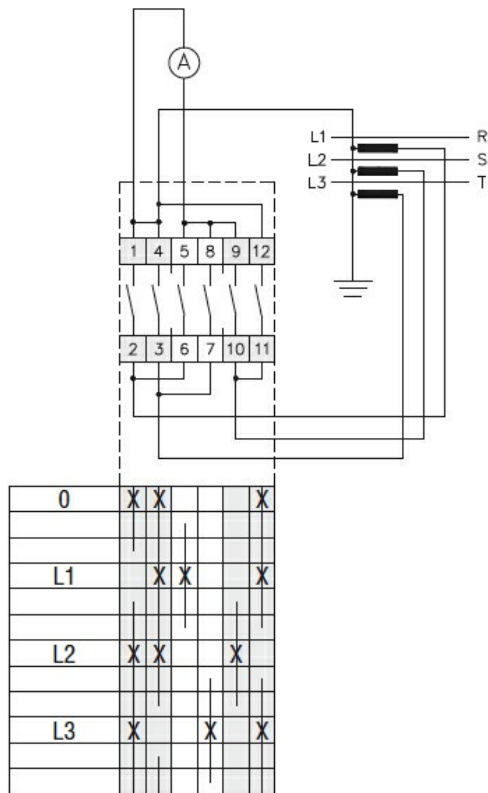 A
L1 R
L2 S
L3 T
1 4 5 8 9 12
2 3 6 7 10 11
0 X X X
L1 X X X
L2 X X X
L3 X X X